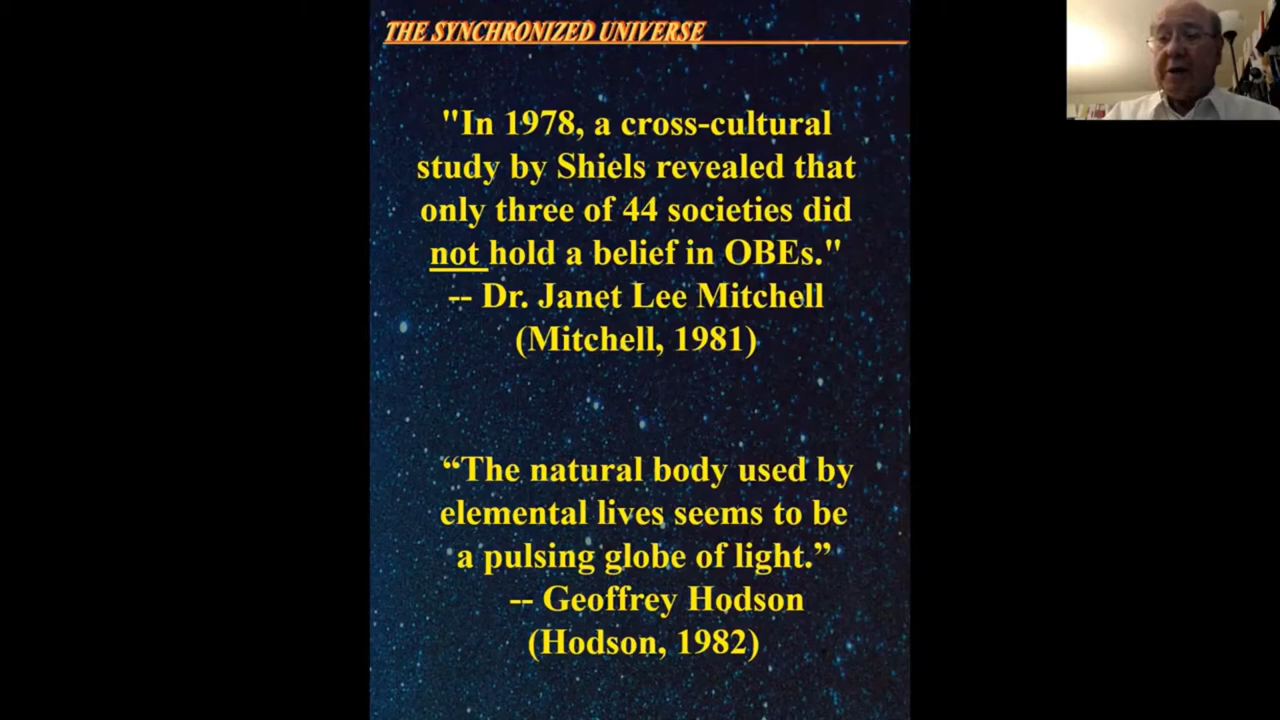 THE SYNCHRONIZED UNIVERSE
"In 1978, a cross-cultural
study by Shiels revealed that
only three of 44 societies did
not hold a belief in OBEs."
-- Dr. Janet Lee Mitchell
(Mitchell, 1981)
“The natural body used by
elemental lives seems to be
a pulsing globe of light.”
-- Geoffrey Hodson
(Hodson, 1982)